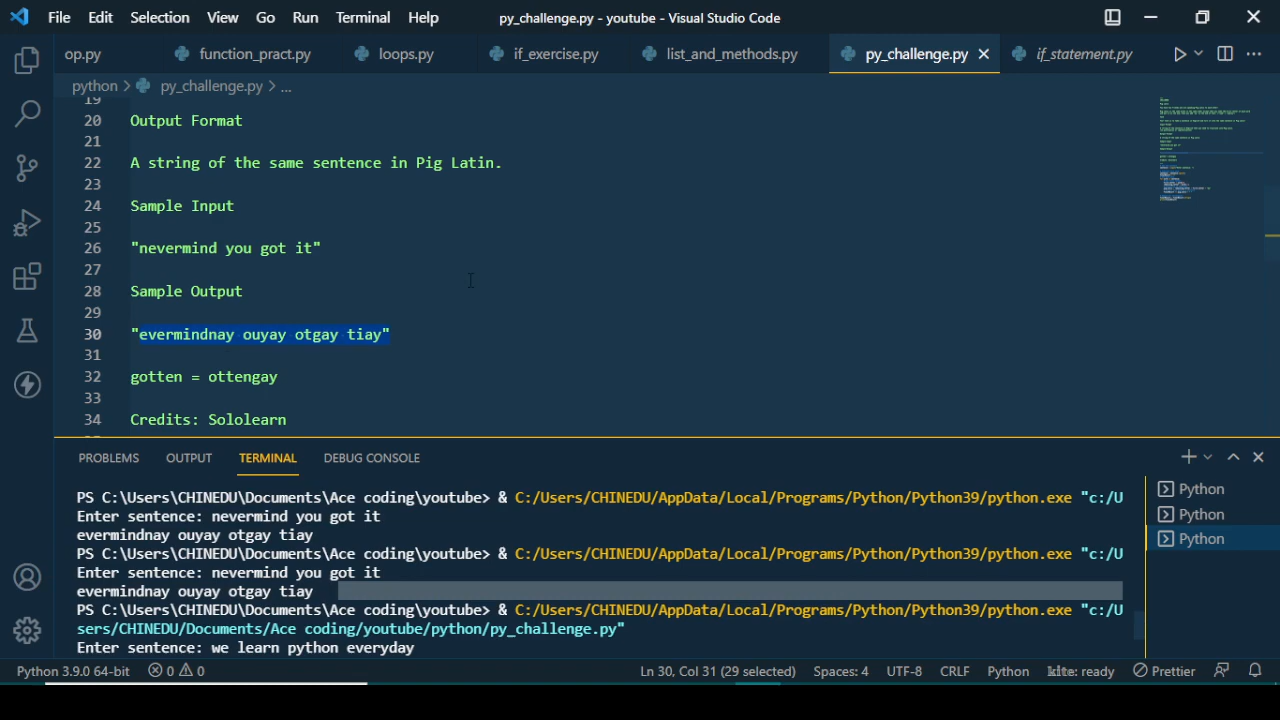 File Edit Selection View Go Run Terminal Help py_challenge.py - youtube - Visual Studio Code
op.py function_pract.py loops.py if_exercise.py list_and_methods.py py_challenge.py if_statement.py
python > py_challenge.py > ...
19
20 Output Format
21
22 A string of the same sentence in Pig Latin.
23
24 Sample Input
25
26 "nevermind you got it"
27
28 Sample Output
29
30 "evermindnay ouyay otgay tiay"
31
32 gotten = ottengay
33
34 Credits: Sololearn
PROBLEMS OUTPUT TERMINAL DEBUG CONSOLE
PS C:\Users\CHINEDU\Documents\Ace coding\youtube> & C:/Users/CHINEDU/AppData/Local/Programs/Python/Python39/python.exe "c:/U
Enter sentence: nevermind you got it
evermindnay ouyay otgay tiay
PS C:\Users\CHINEDU\Documents\Ace coding\youtube> & C:/Users/CHINEDU/AppData/Local/Programs/Python/Python39/python.exe "c:/U
Enter sentence: nevermind you got it
evermindnay ouyay otgay tiay
PS C:\Users\CHINEDU\Documents\Ace coding\youtube> & C:/Users/CHINEDU/AppData/Local/Programs/Python/Python39/python.exe "c:/U
sers/CHINEDU/Documents/Ace coding/youtube/python/py_challenge.py"
Enter sentence: we learn python everyday
Python
Python
Python
Python 3.9.0 64-bit 0 0 Ln 30, Col 31 (29 selected) Spaces: 4 UTF-8 CRLF Python kite: ready Prettier